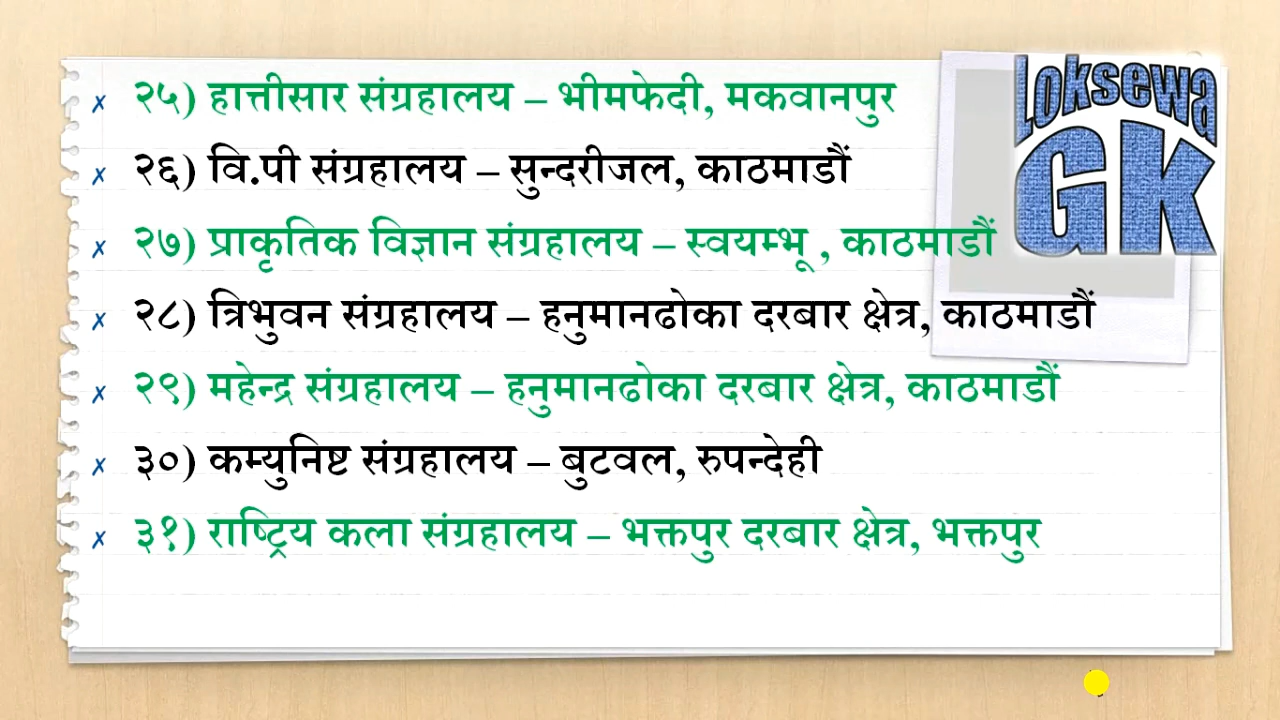 २५) हात्तीसार संग्रहालय – भीमफेदी, मकवानपुर
२६) वि.पी संग्रहालय – सुन्दरीजल, काठमाडौं
२७) प्राकृतिक विज्ञान संग्रहालय – स्वयम्भू , काठमाडौं
२८) त्रिभुवन संग्रहालय – हनुमानढोका दरबार क्षेत्र, काठमाडौं
२९) महेन्द्र संग्रहालय – हनुमानढोका दरबार क्षेत्र, काठमाडौं
३०) कम्युनिष्ट संग्रहालय – बुटवल, रुपन्देही
३१) राष्ट्रिय कला संग्रहालय – भक्तपुर दरबार क्षेत्र, भक्तपुर
Loksewa
GK